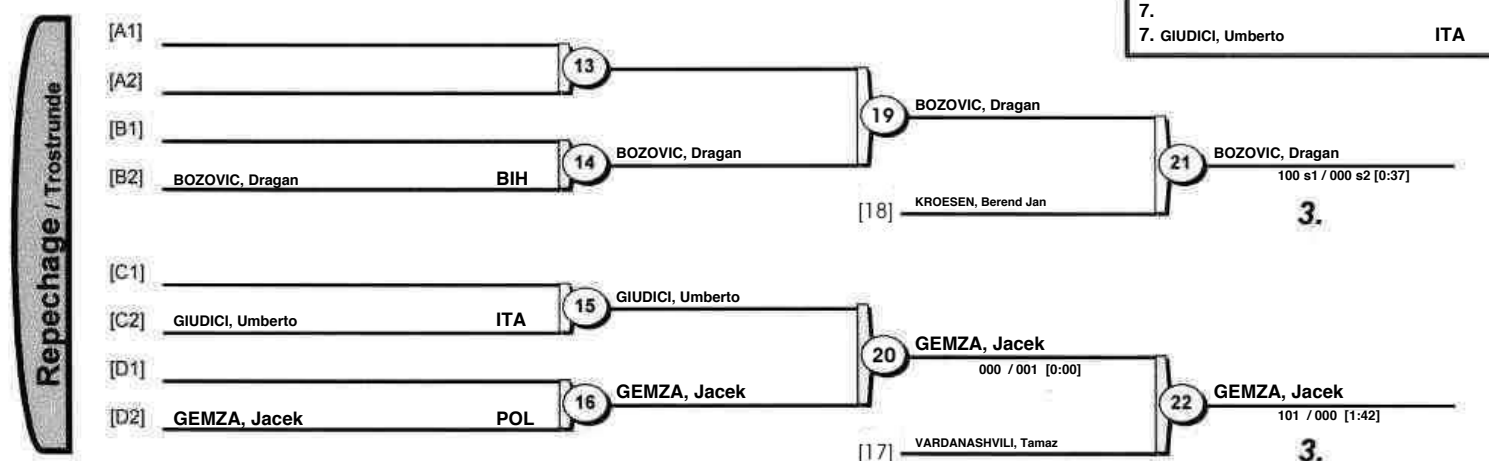 7.
7. GIUDICI, Umberto ITA
Repechage / Trostrunde
[A1]
13
[A2]
19
BOZOVIC, Dragan
[B1]
14
BOZOVIC, Dragan
21
BOZOVIC, Dragan
[B2] BOZOVIC, Dragan BIH
100 s1 / 000 s2 [0:37]
[18] KROESEN, Berend Jan
3.
[C1]
15
GIUDICI, Umberto
[C2] GIUDICI, Umberto ITA
20
GEMZA, Jacek
000 / 001 [0:00]
[D1]
16
GEMZA, Jacek
22
GEMZA, Jacek
[D2] GEMZA, Jacek POL
101 / 000 [1:42]
[17] VARDANASHVILI, Tamaz
3.